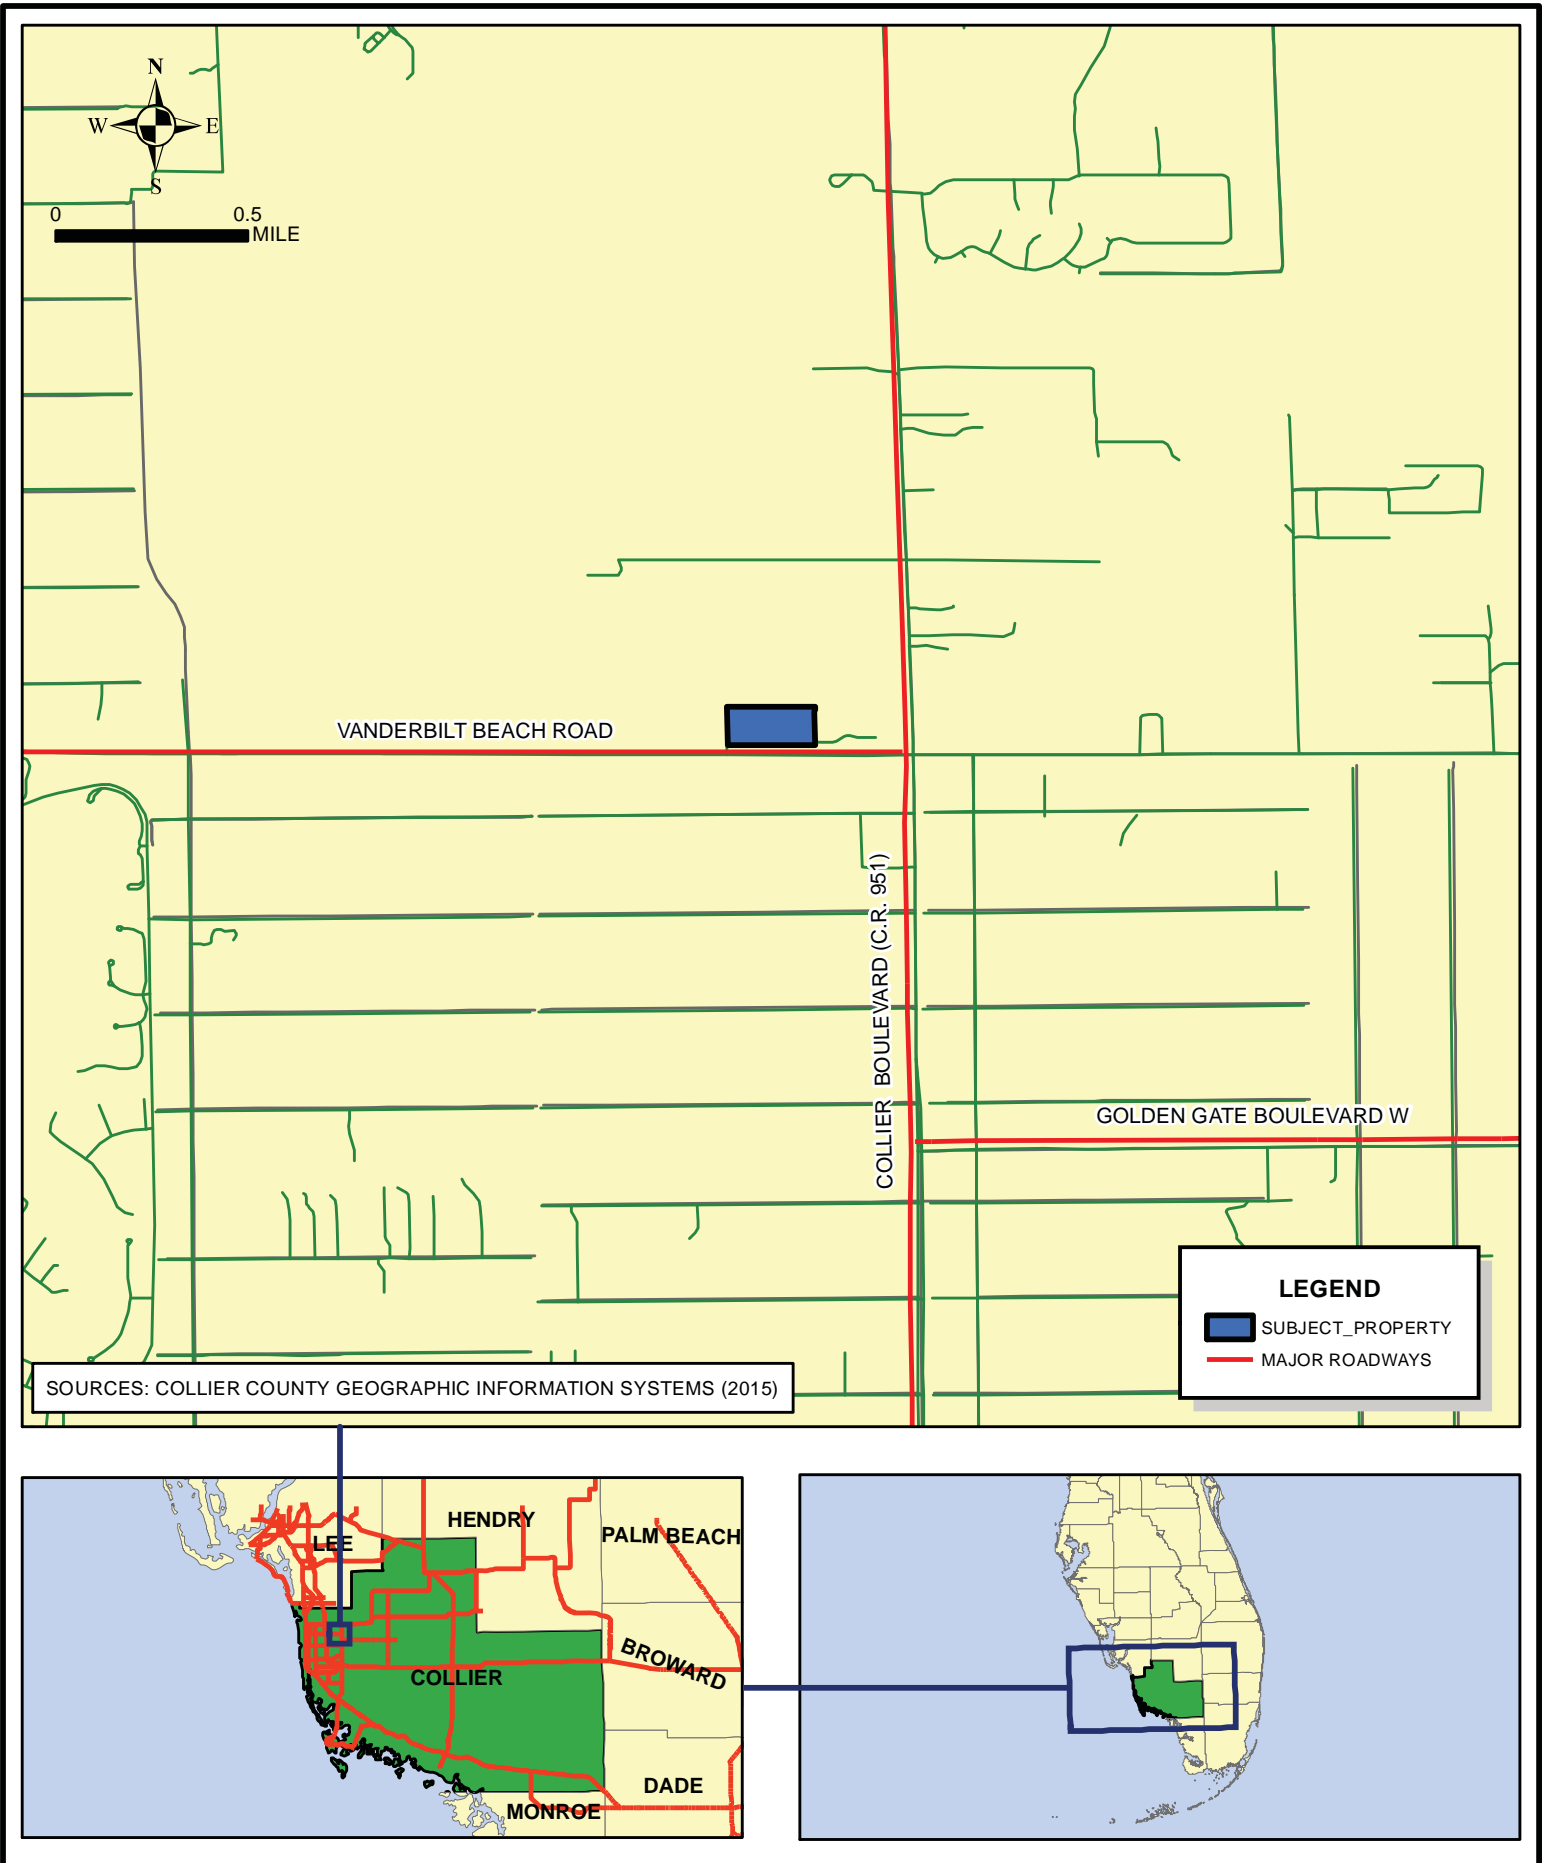 N
W E
S
0 0.5
MILE
VANDERBILT BEACH ROAD
COLLIER BOULEVARD (C.R. 951)
GOLDEN GATE BOULEVARD W
LEGEND
SUBJECT_PROPERTY
MAJOR ROADWAYS
SOURCES: COLLIER COUNTY GEOGRAPHIC INFORMATION SYSTEMS (2015)
HENDRY
PALM BEACH
LEE
BROWARD
COLLIER
DADE
MONROE